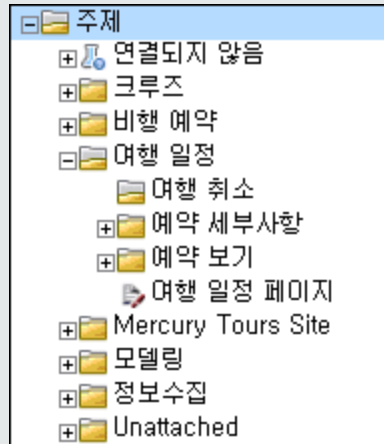 주제
연결되지 않음
크루즈
비행 예약
여행 일정
여행 취소
예약 세부사항
예약 보기
여행 일정 페이지
Mercury Tours Site
모델링
정보수집
Unattached